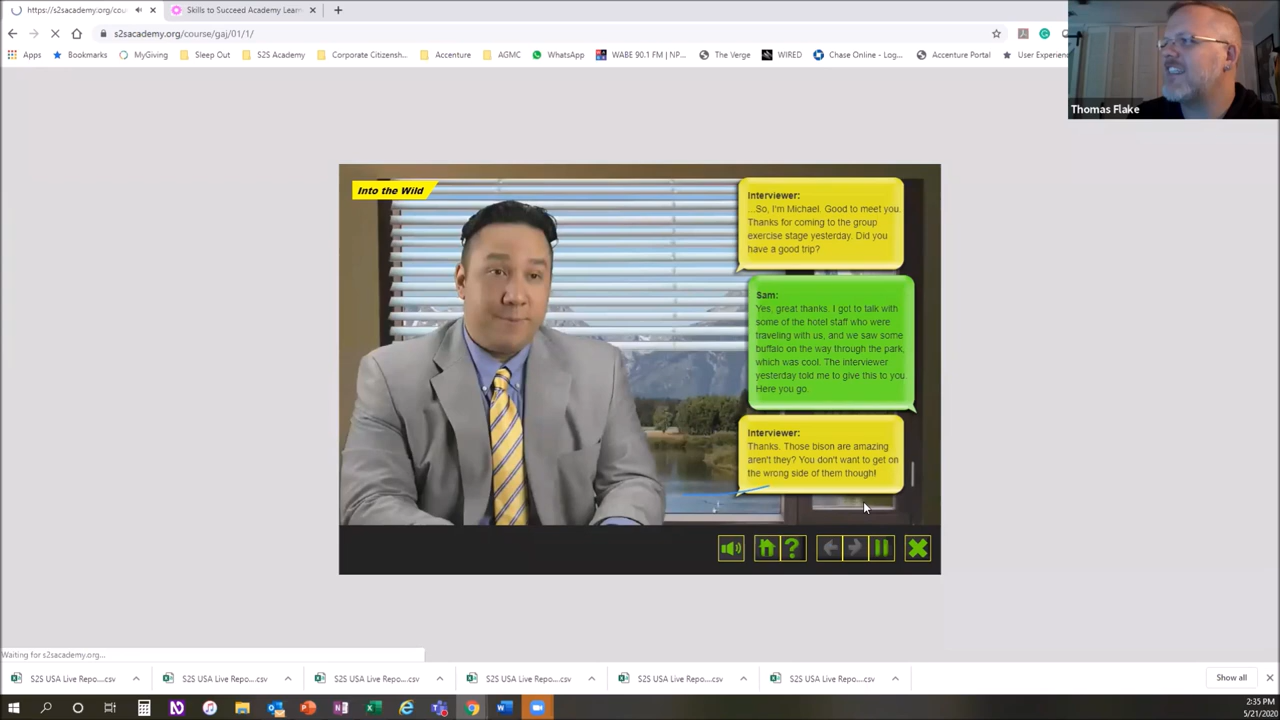 https://s2sacademy.org/cou
Skills to Succeed Academy Learn
s2sacademy.org/course/gaj/01/1/
Apps
Bookmarks
MyGiving
Sleep Out
S2S Academy
Corporate Citizensh...
Accenture
AGMC
WhatsApp
WABE 90.1 FM | NP...
The Verge
WIRED
Chase Online - Log...
Accenture Portal
User Experienc
Thomas Flake
Into the Wild
Interviewer:
...So, I'm Michael. Good to meet you.
Thanks for coming to the group
exercise stage yesterday. Did you
have a good trip?
Sam:
Yes, great thanks. I got to talk with
some of the hotel staff who were
traveling with us, and we saw some
buffalo on the way through the park,
which was cool. The interviewer
yesterday told me to give this to you.
Here you go.
Interviewer:
Thanks. Those bison are amazing
aren't they? You don't want to get on
the wrong side of them though!
Waiting for s2sacademy.org...
S2S USA Live Repo....csv
S2S USA Live Repo....csv
S2S USA Live Repo....csv
S2S USA Live Repo....csv
S2S USA Live Repo....csv
S2S USA Live Repo....csv
Show all
2:35 PM
5/21/2020